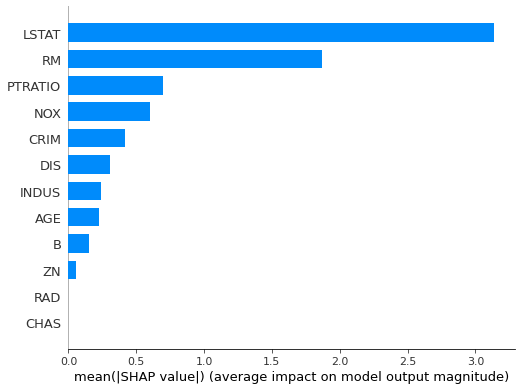 LSTAT
RM
PTRATIO
NOX
CRIM
DIS
INDUS
AGE
B
ZN
RAD
CHAS
0.0 0.5 1.0 1.5 2.0 2.5 3.0
mean(|SHAP value|) (average impact on model output magnitude)